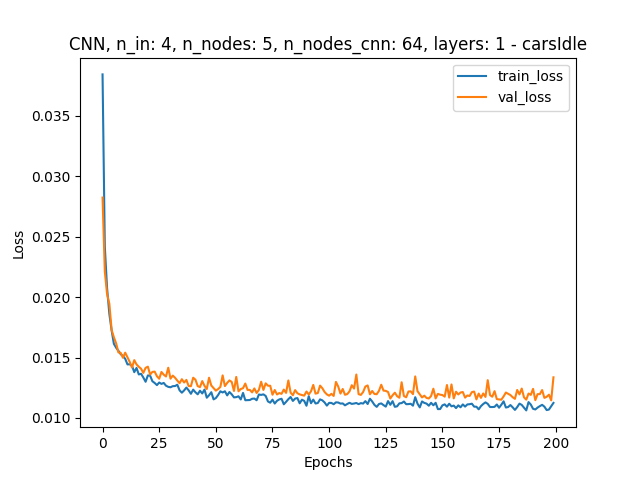 CNN, n_in: 4, n_nodes: 5, n_nodes_cnn: 64, layers: 1 - carsIdle
train_loss
val_loss
0.035
0.030
0.025
0.020
0.015
0.010
Loss
0 25 50 75 100 125 150 175 200
Epochs